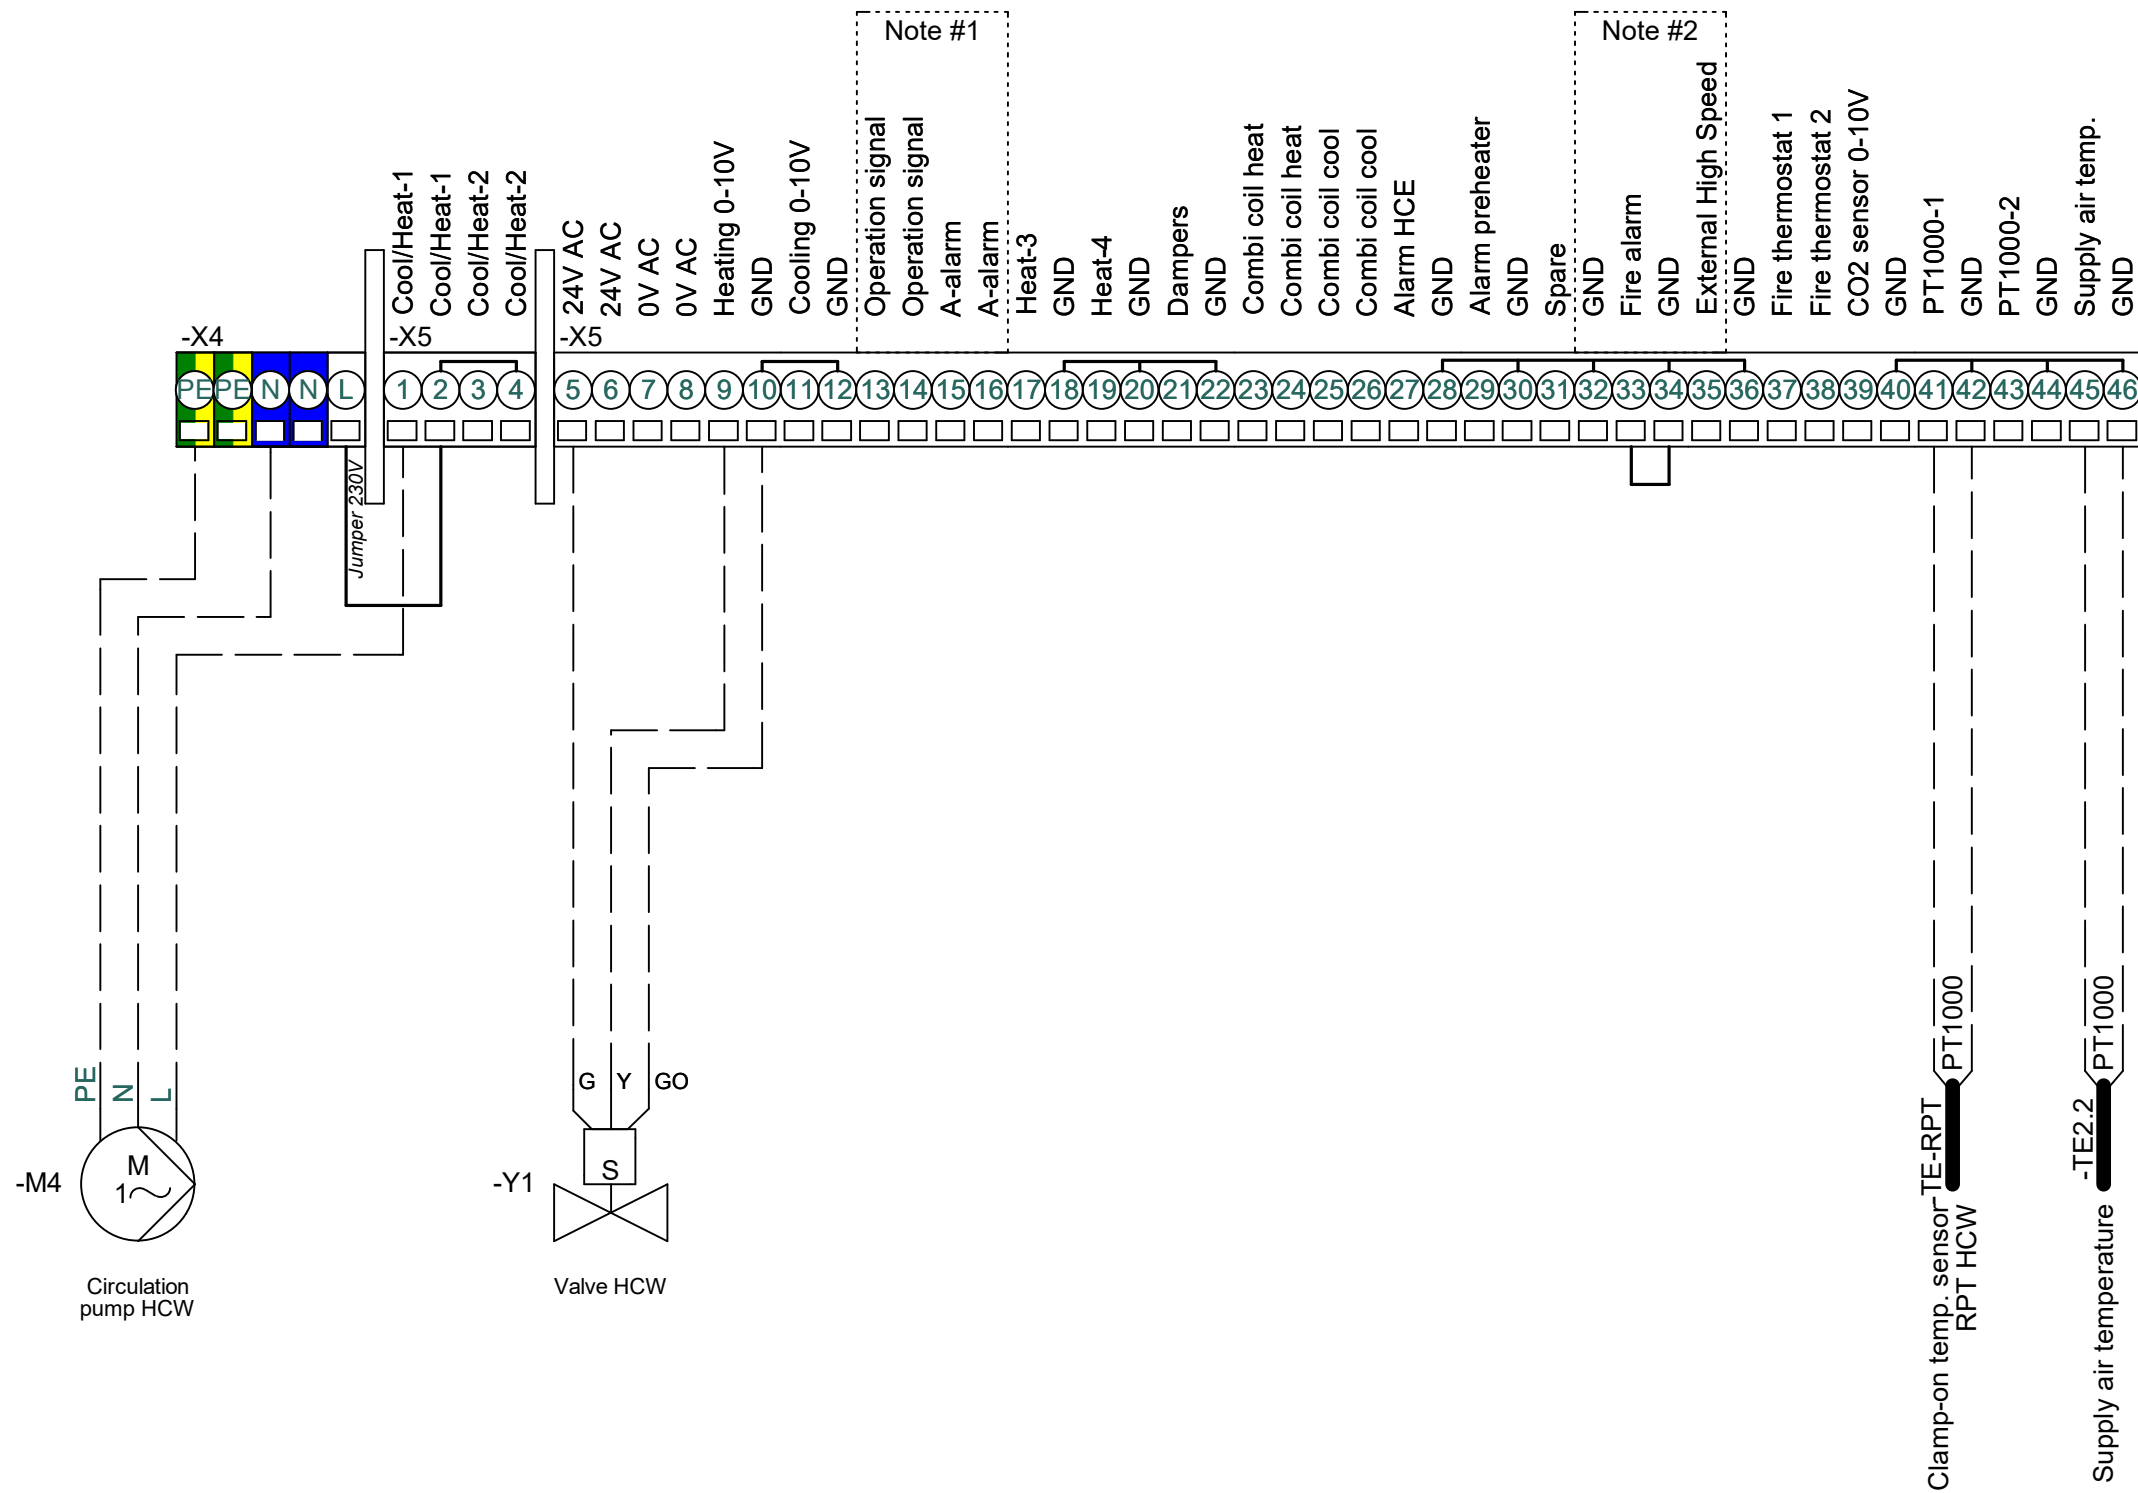 Note #1
Note #2
Cool/Heat-1
Cool/Heat-1
Cool/Heat-2
Cool/Heat-2
24V AC
24V AC
0V AC
0V AC
Heating 0-10V
GND
Cooling 0-10V
GND
Operation signal
Operation signal
A-alarm
A-alarm
Heat-3
GND
Heat-4
GND
Dampers
GND
Combi coil heat
Combi coil heat
Combi coil cool
Combi coil cool
Alarm HCE
GND
Alarm preheater
GND
Spare
GND
Fire alarm
GND
External High Speed
GND
Fire thermostat 1
Fire thermostat 2
CO2 sensor 0-10V
GND
PT1000-1
GND
PT1000-2
GND
Supply air temp.
GND
-X4
-X5
-X5
PE PE N N L 1 2 3 4 5 6 7 8 9 10 11 12 13 14 15 16 17 18 19 20 21 22 23 24 25 26 27 28 29 30 31 32 33 34 35 36 37 38 39 40 41 42 43 44 45 46
Jumper 230V
PE
N
L
G Y GO
PT1000
PT1000
-M4
M
1
-Y1
S
TE-RPT
-TE2.2
Circulation
pump HCW
Valve HCW
Clamp-on temp. sensor
RPT HCW
Supply air temperature